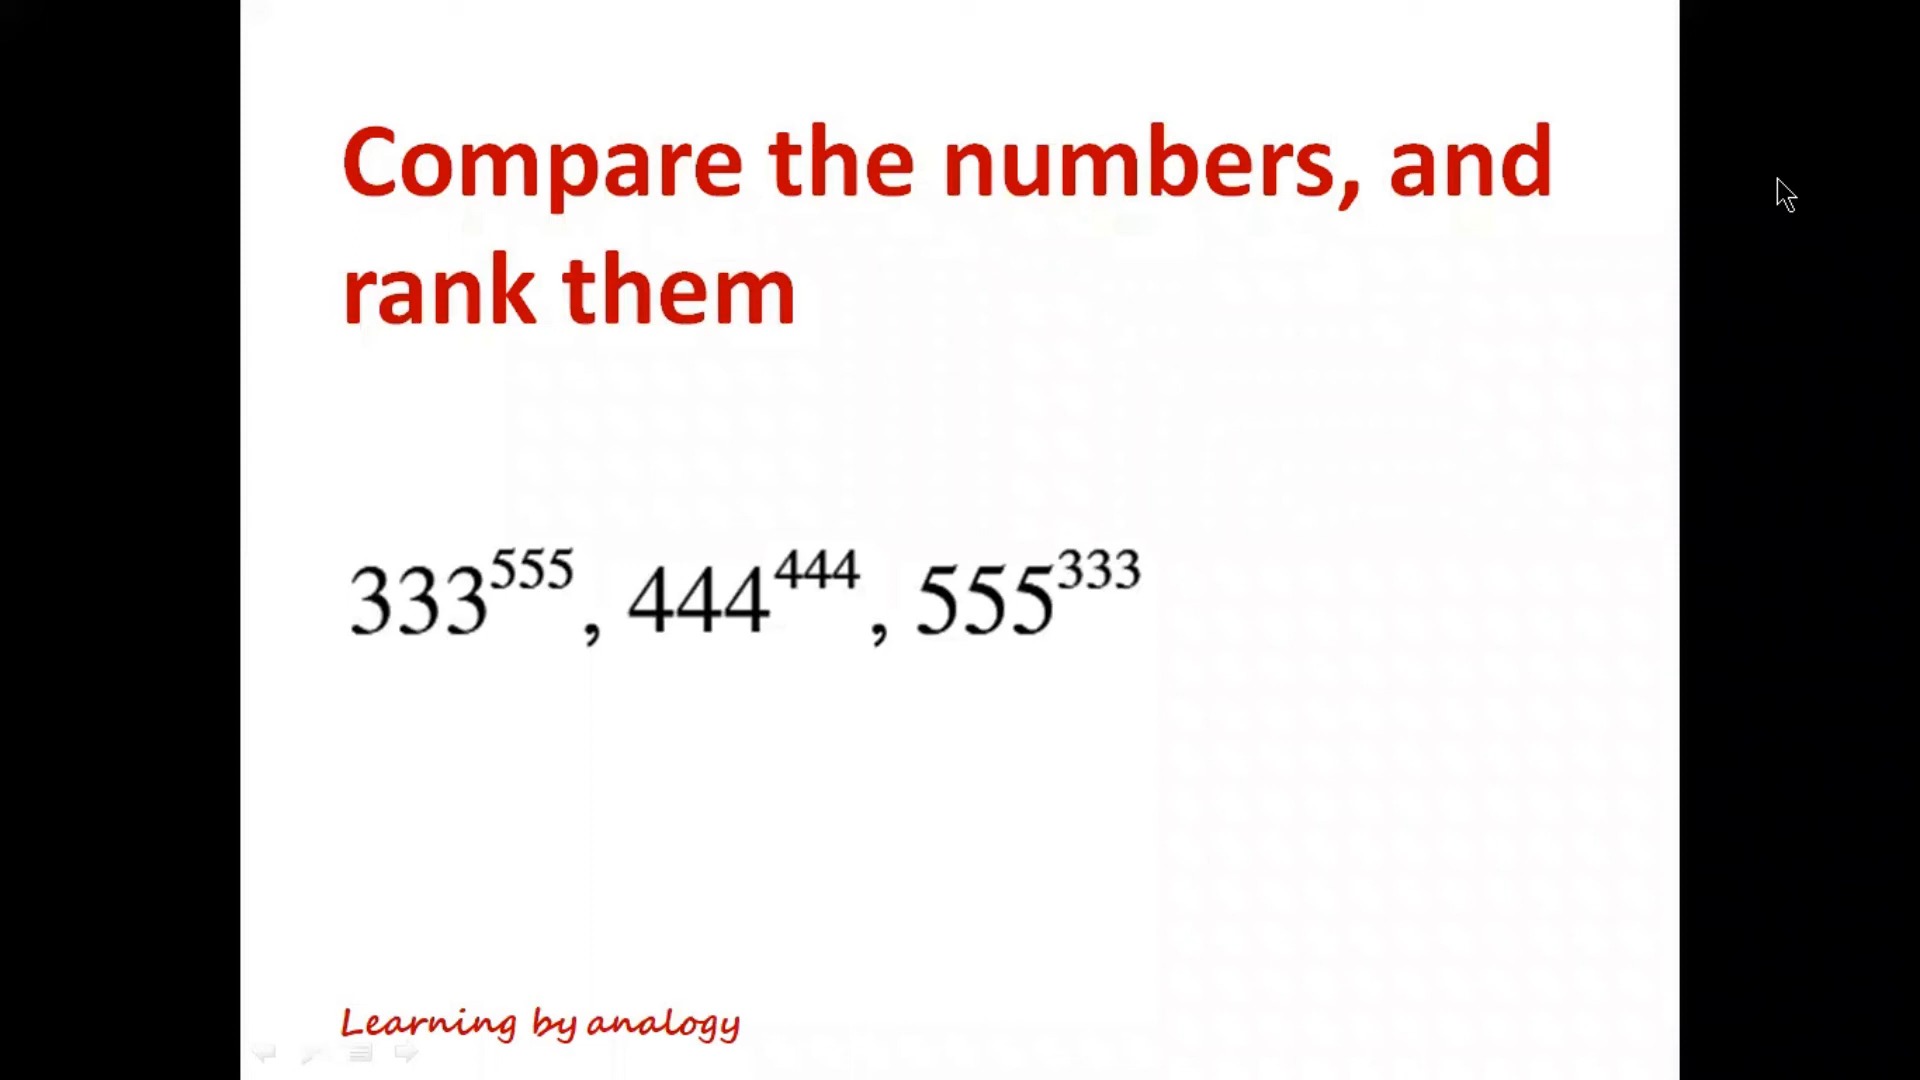 Compare the numbers, and
rank them
333^555, 444^444, 555^333
Learning by analogy